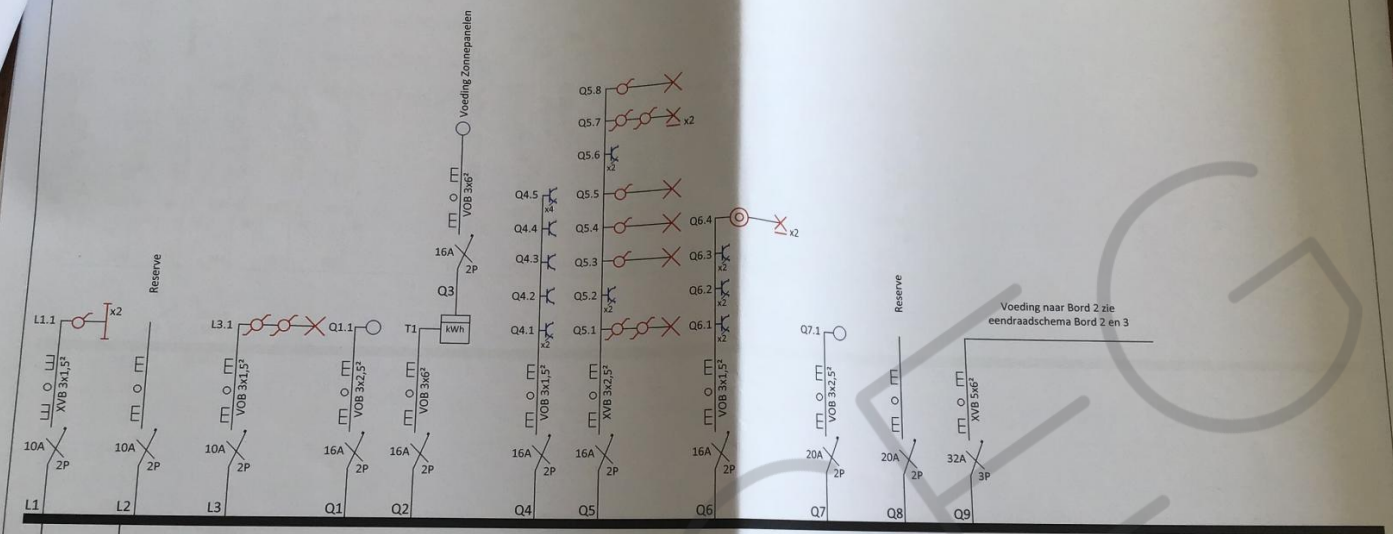 Voeding Zonnepanelen
Q5.8
Q5.7
x2
Q5.6
x2
VOB 3x6²
Q4.5
x4
Q5.5
Q4.4
Q5.4
Q6.4
x2
16A
2P
Q4.3
Q5.3
Q6.3
x2
Reserve
Q3
Q4.2
Q5.2
x2
Q6.2
x2
Reserve
Voeding naar Bord 2 zie
eendraadschema Bord 2 en 3
L1.1
x2
L3.1
Q1.1
T1
kWh
Q4.1
x2
Q5.1
Q6.1
x2
Q7.1
XVB 3x1,5²
VOB 3x1,5²
VOB 3x2,5²
VOB 3x6²
VOB 3x1,5²
XVB 3x2,5²
VOB 3x1,5²
VOB 3x2,5²
XVB 5x6²
10A
2P
10A
2P
10A
2P
16A
2P
16A
2P
16A
2P
16A
2P
16A
2P
20A
2P
20A
2P
32A
3P
L1
L2
L3
Q1
Q2
Q4
Q5
Q6
Q7
Q8
Q9